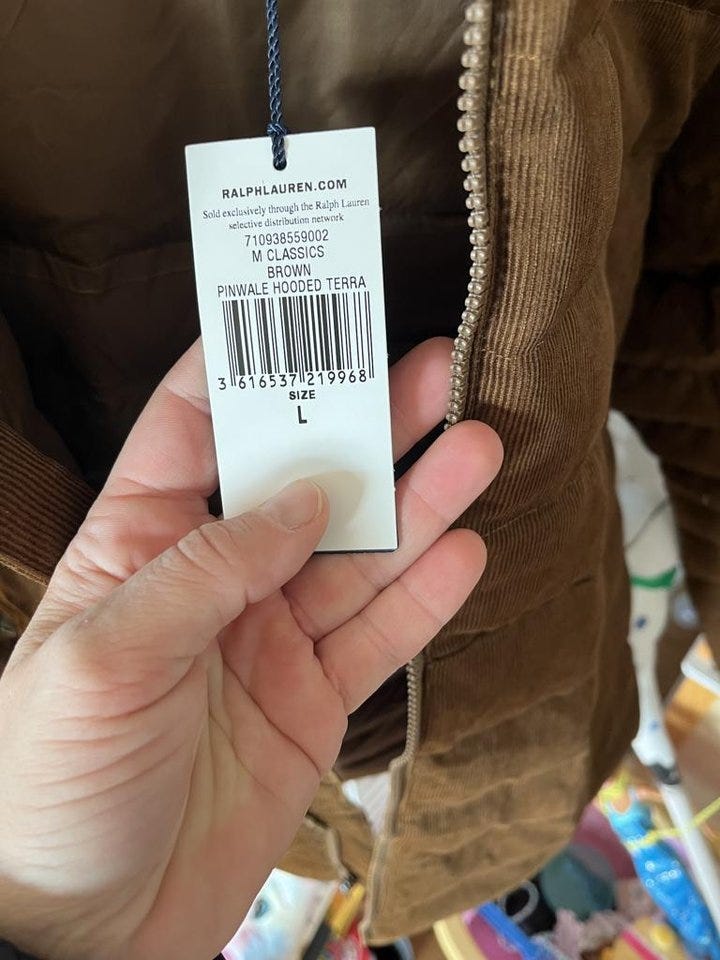 RALPHLAUREN.COM
Sold exclusively through the Ralph Lauren
selective distribution network
710938559002
M CLASSICS
BROWN
PINWALE HOODED TERRA
3 616537 219968
SIZE
L